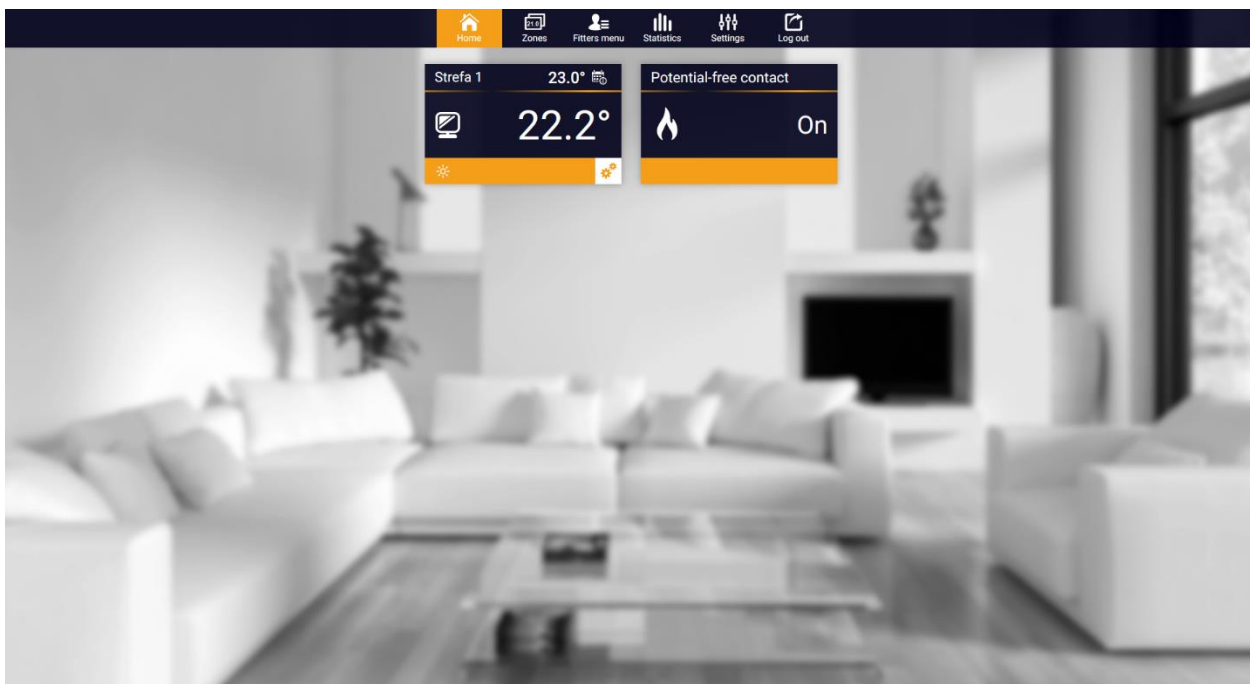 Home Zones Fitters menu Statistics Settings Log out
Strefa 1 23.0°
22.2°
Potential-free contact
On